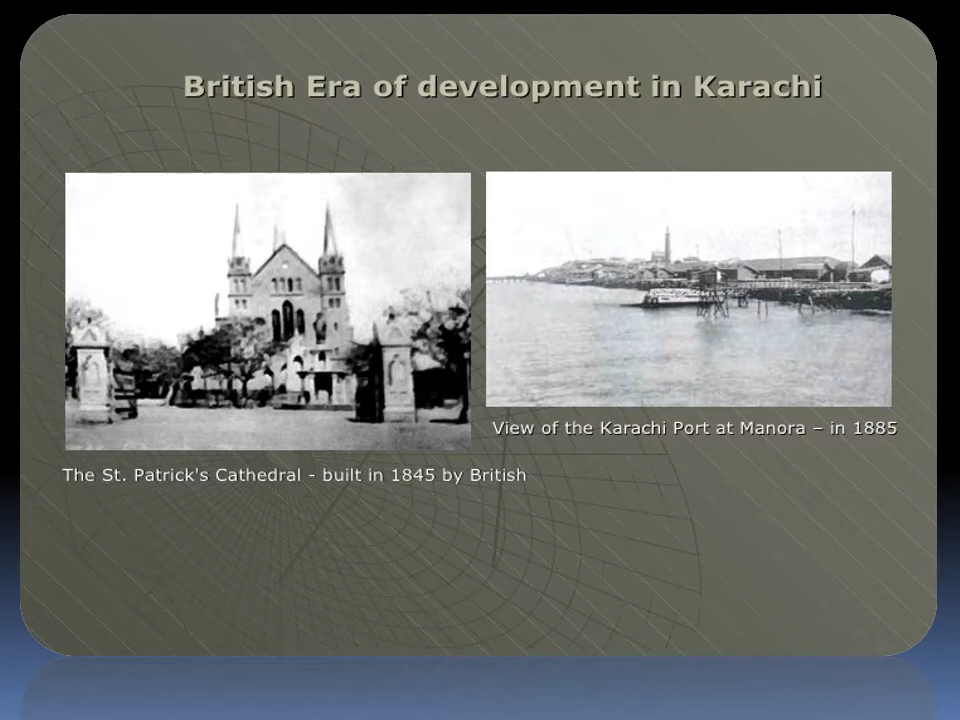 British Era of development in Karachi
View of the Karachi Port at Manora – in 1885
The St. Patrick's Cathedral - built in 1845 by British